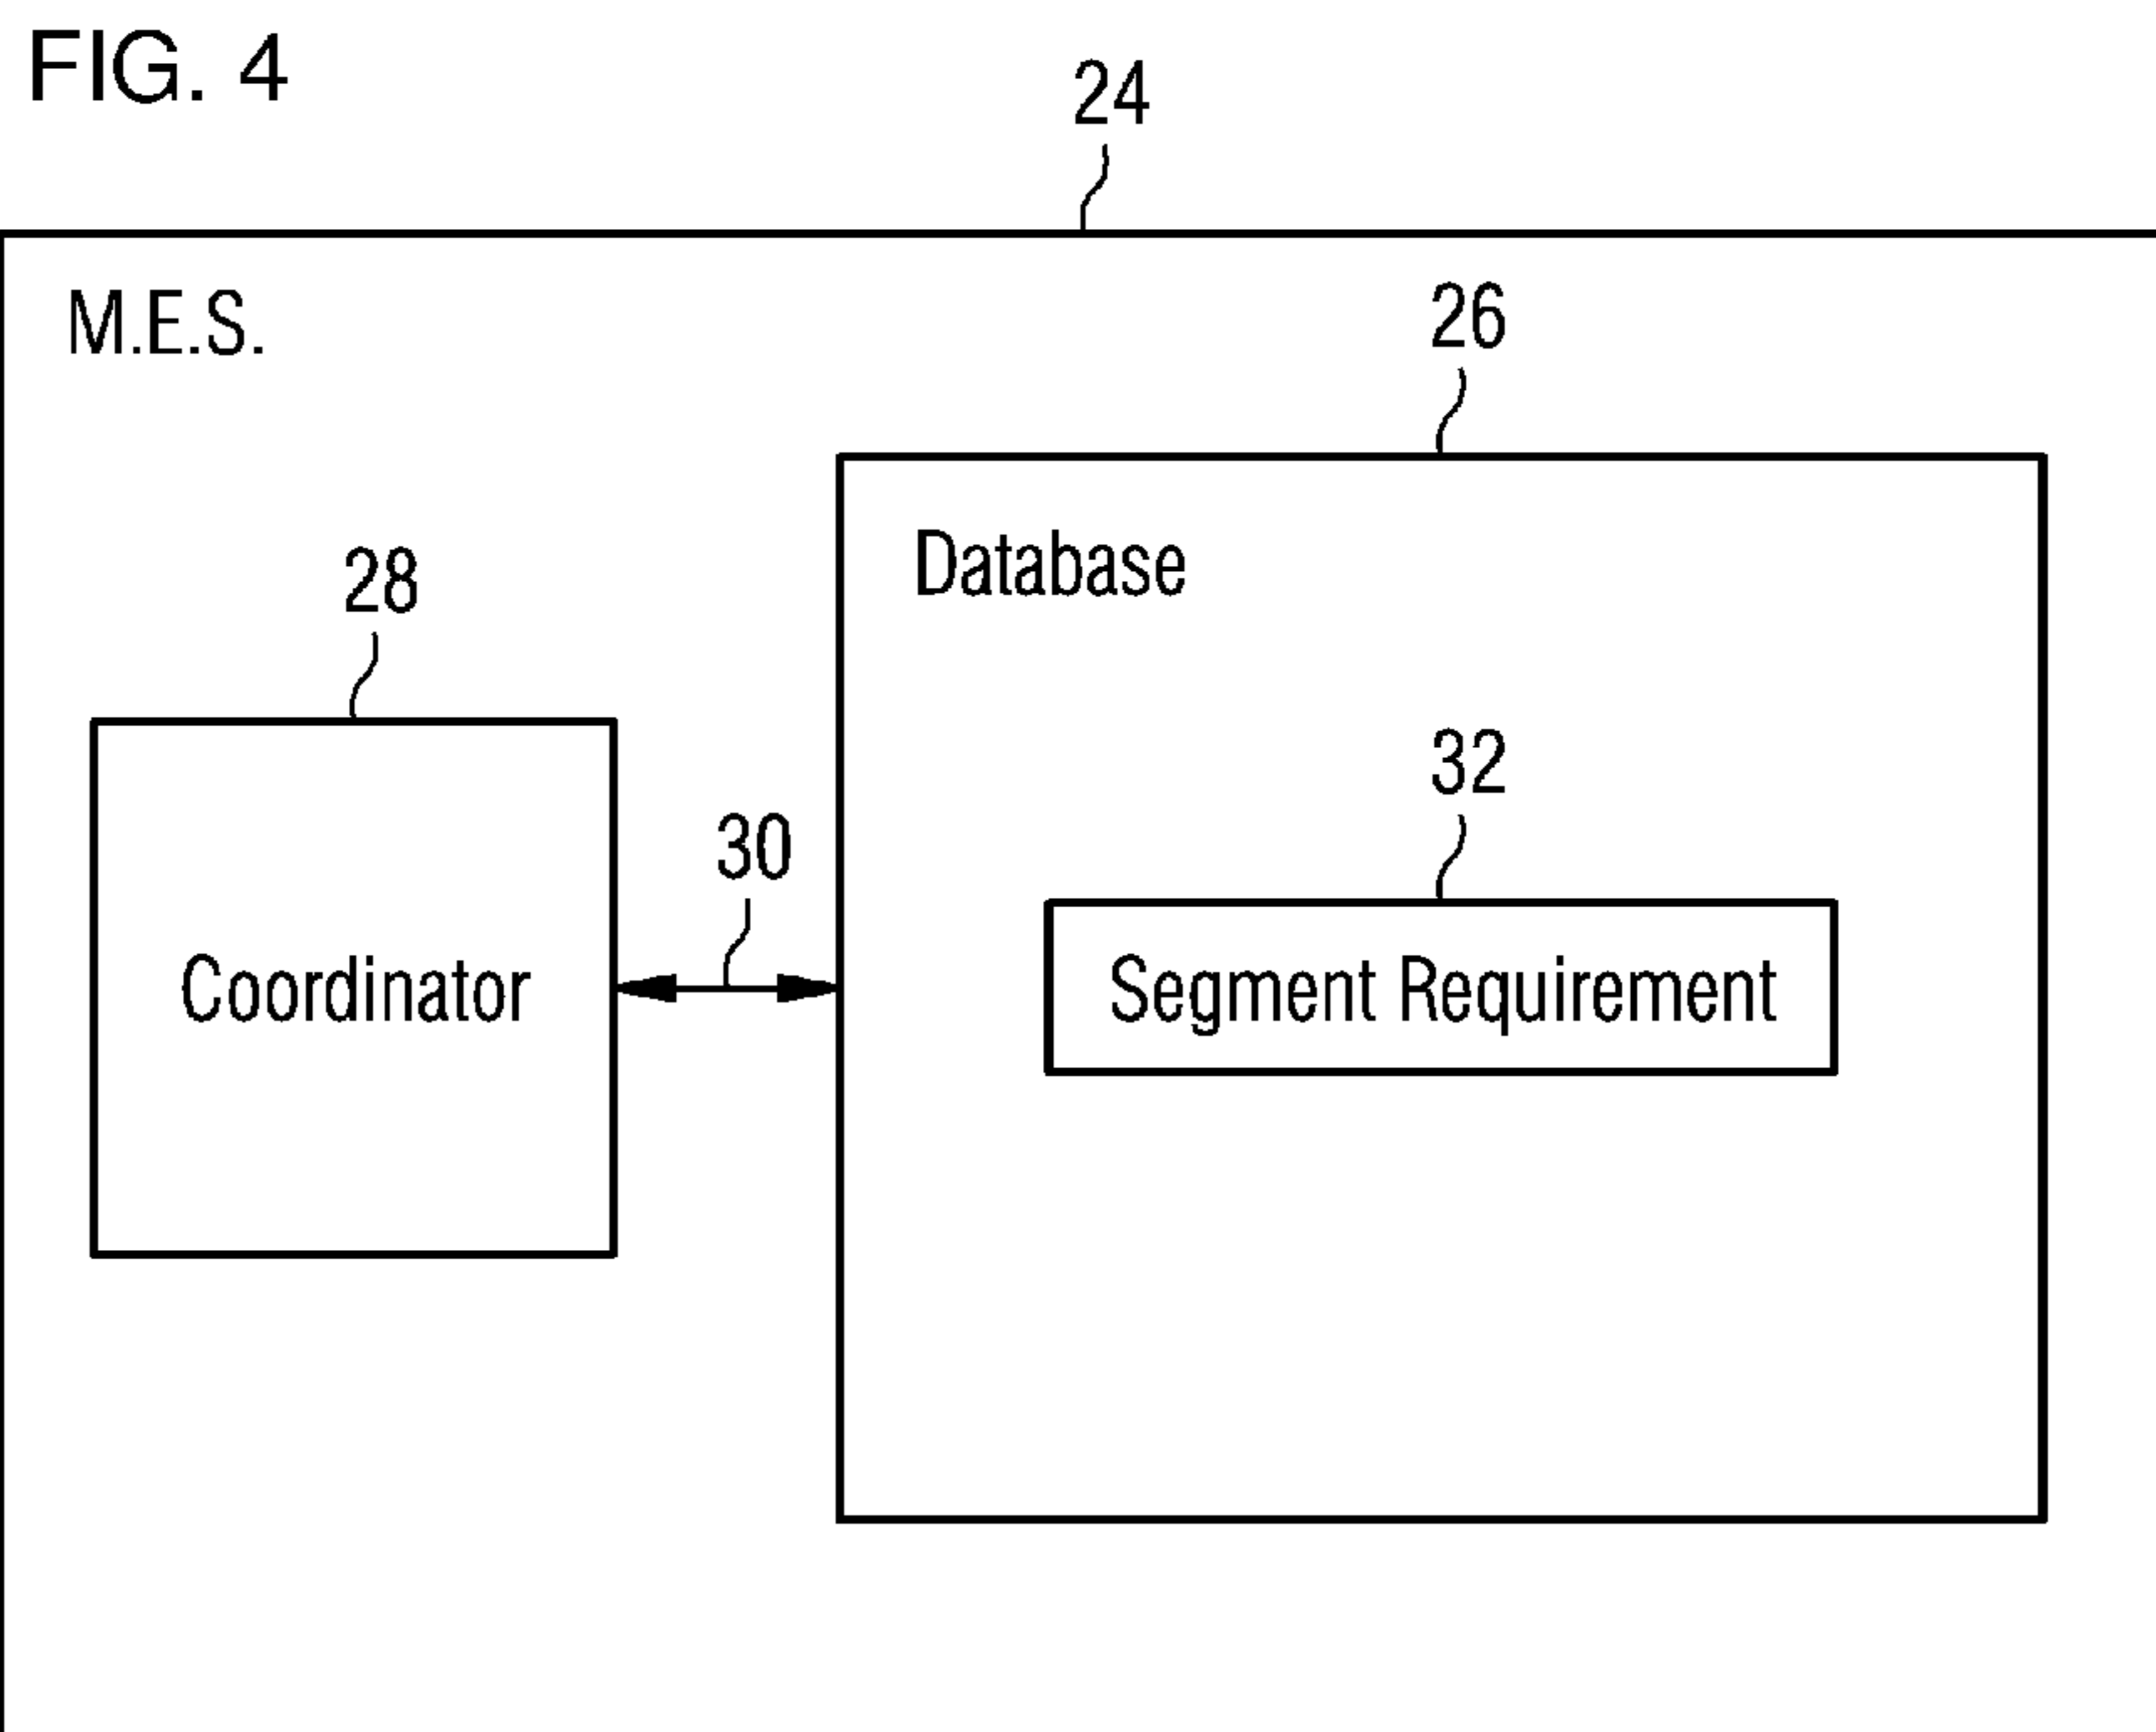 FIG. 4
24
M.E.S.
26
Database
28
32
30
Coordinator
Segment Requirement